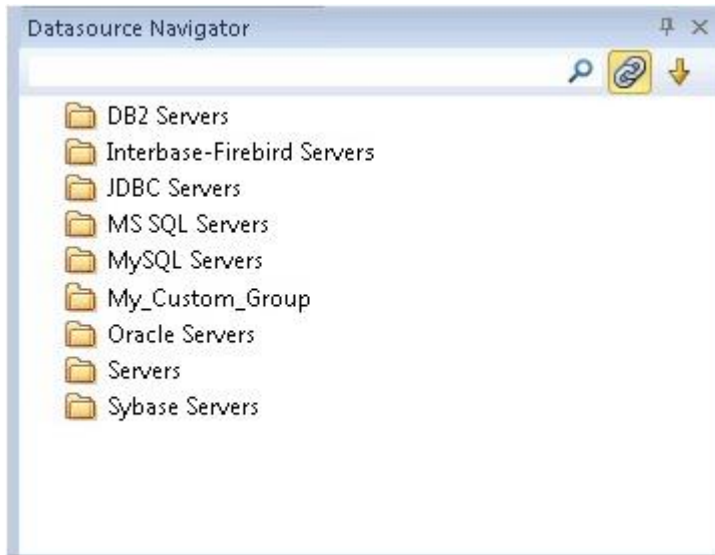 Datasource Navigator
DB2 Servers
Interbase-Firebird Servers
JDBC Servers
MS SQL Servers
MySQL Servers
My_Custom_Group
Oracle Servers
Servers
Sybase Servers